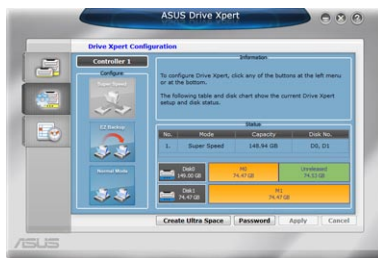 ASUS Drive Xpert
Drive Xpert Configuration
Controller 1
Configure
Super Speed
EZ Backup
Normal Mode
Information
To configure Drive Xpert, click any of the buttons at the left menu
or at the bottom.
The following table and disk chart show the current Drive Xpert
setup and disk status.
Status
No. Mode Capacity Disk No.
1. Super Speed 148.94 GB D0, D1
Disk0
149.00 GB
M0
74.47 GB
Unreleased
74.53 GB
Disk1
74.47 GB
M1
74.47 GB
Create Ultra Space Password Apply Cancel
ASUS